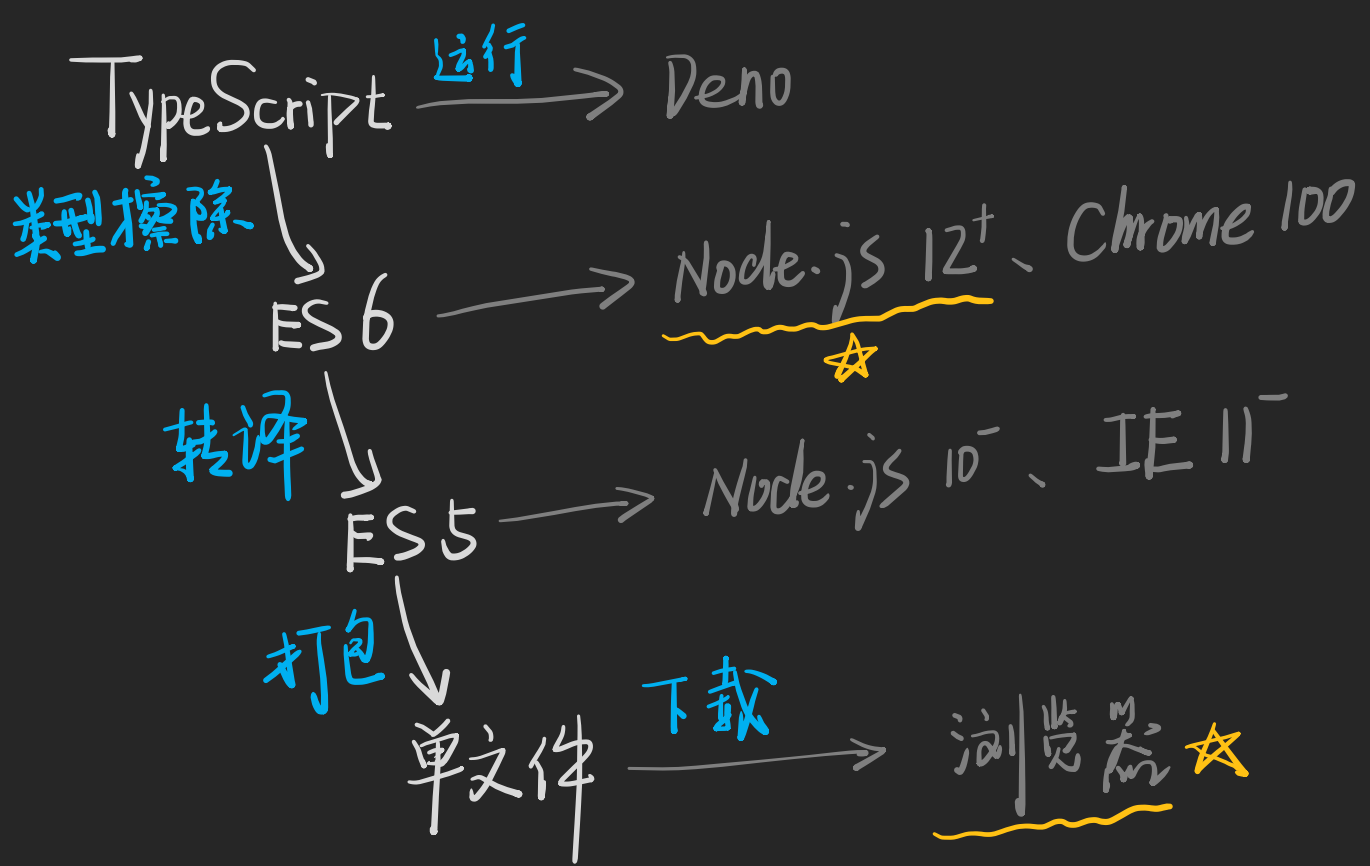 TypeScript 运行 Deno
类型擦除
ES6 Node.js 12+、Chrome 100
转译
ES5 Node.js 10-、IE 11-
打包
单文件 下载 浏览器